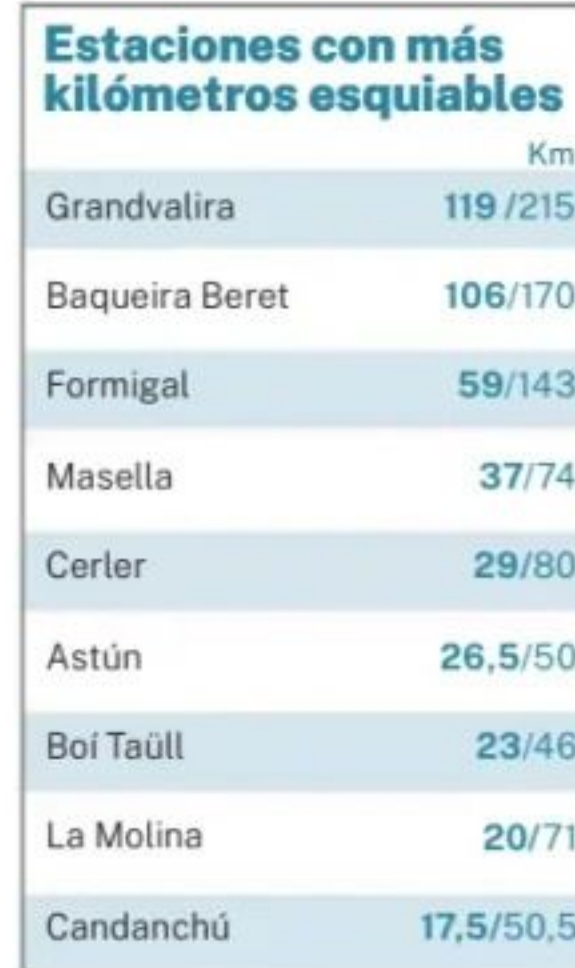 Estaciones con más
kilómetros esquiables
Km
Grandvalira 119 /215
Baqueira Beret 106/170
Formigal 59/143
Masella 37/74
Cerler 29/80
Astún 26,5/50
Boí Taüll 23/46
La Molina 20/71
Candanchú 17,5/50,5